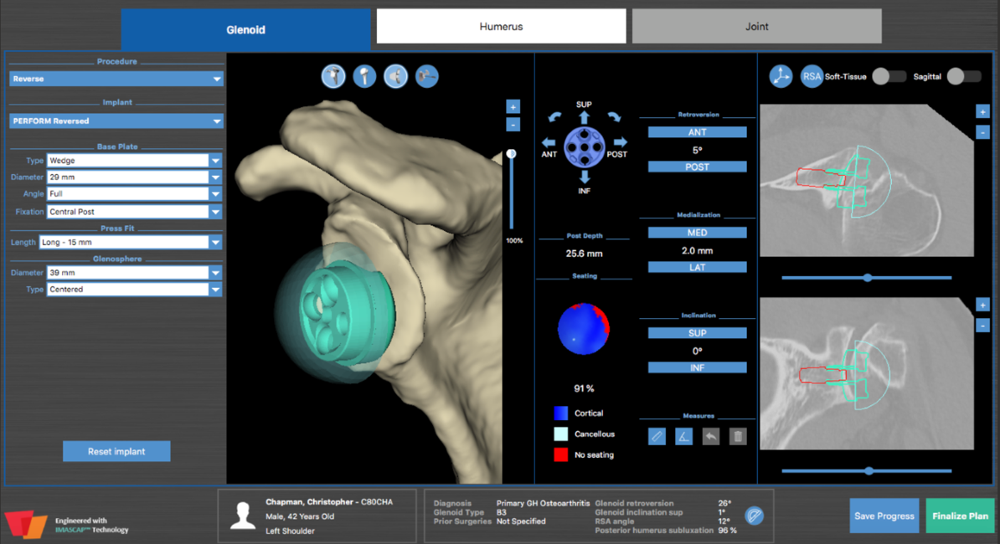 Glenoid
Humerus
Joint
Procedure
Reverse
Implant
PERFORM Reversed
Base Plate
Type Wedge
Diameter 29 mm
Angle Full
Fixation Central Post
Press Fit
Length Long - 15 mm
Glenosphere
Diameter 39 mm
Type Centered
Reset implant
+
-
100%
SUP
ANT POST
INF
Post Depth
25.6 mm
Seating
91 %
Cortical
Cancellous
No seating
Retroversion
ANT
5°
POST
Medialization
MED
2.0 mm
LAT
Inclination
SUP
0°
INF
Measures
RSA Soft-Tissue Sagittal
+
-
+
-
Engineered with
IMASCAP™ Technology
Chapman, Christopher - C80CHA
Male, 42 Years Old
Left Shoulder
Diagnosis Primary GH Osteoarthritis
Glenoid Type B3
Prior Surgeries Not Specified
Glenoid retroversion 26°
Glenoid inclination sup 1°
RSA angle 12°
Posterior humerus subluxation 96 %
Save Progress
Finalize Plan